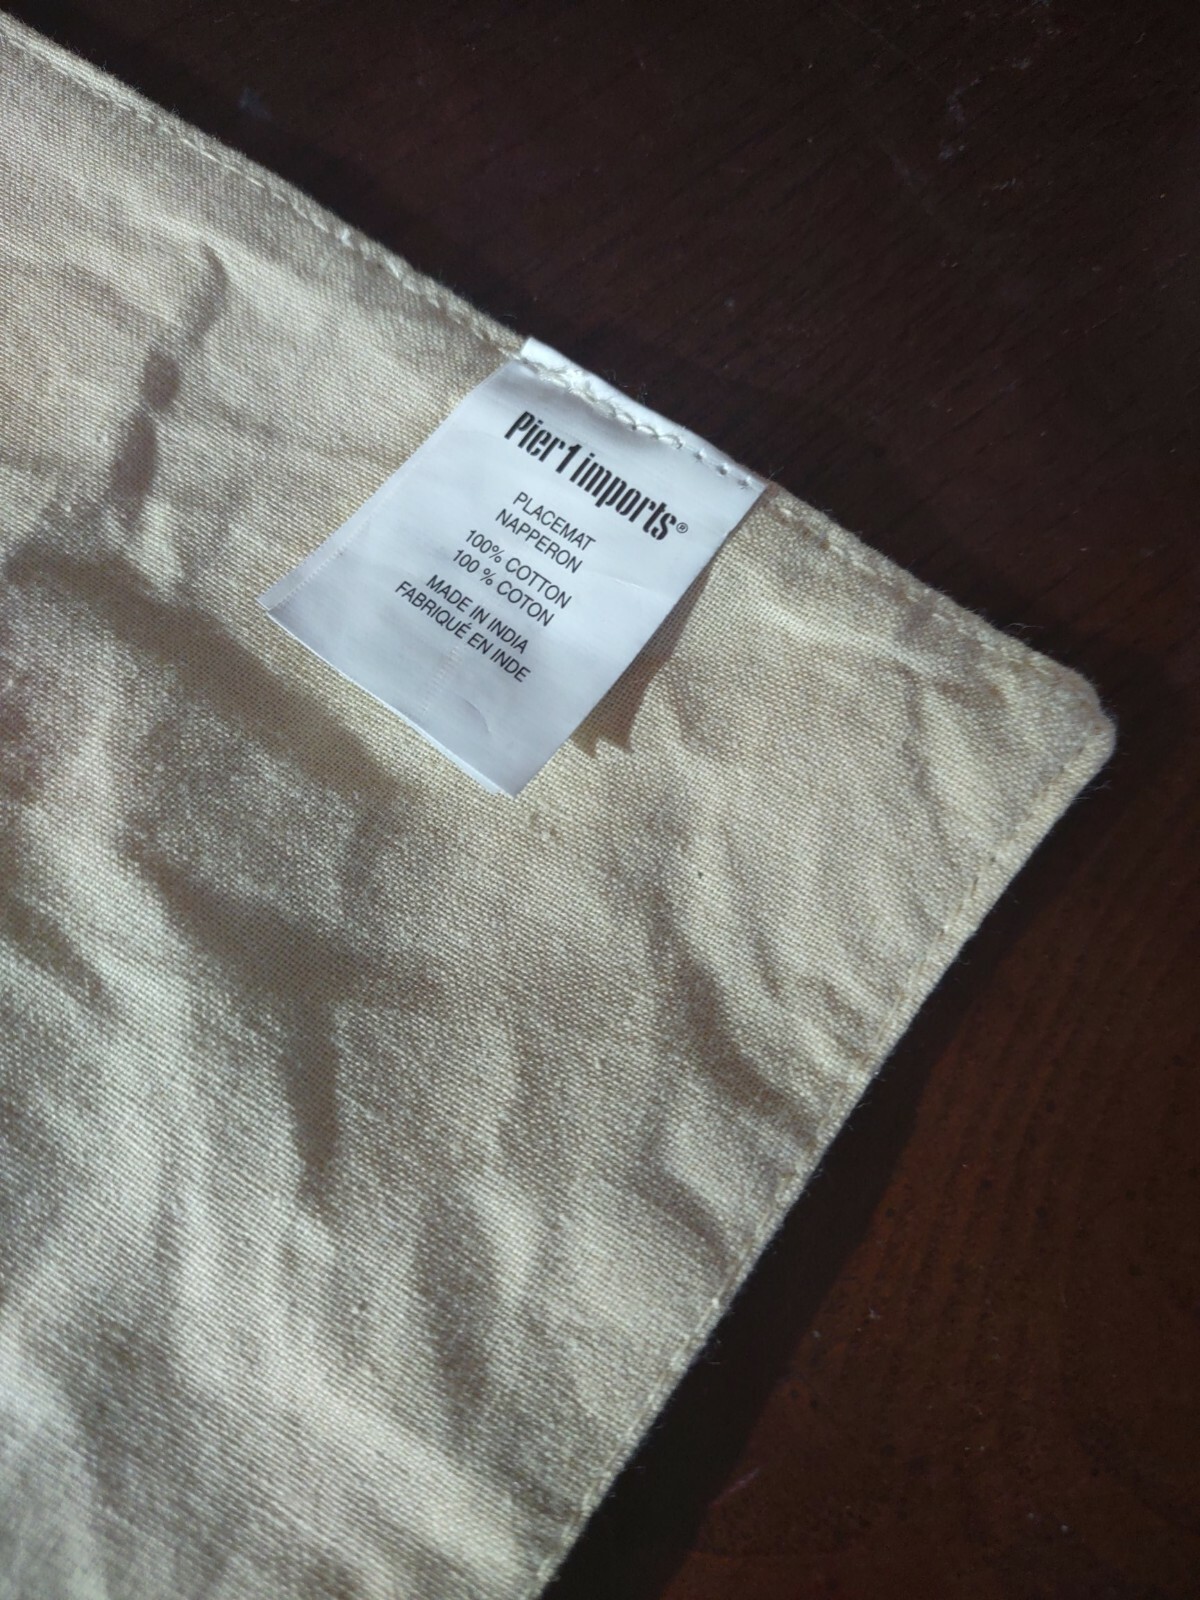 Pier1 imports®
PLACEMAT
NAPPERON
100% COTTON
100 % COTON
MADE IN INDIA
FABRIQUÉ EN INDE